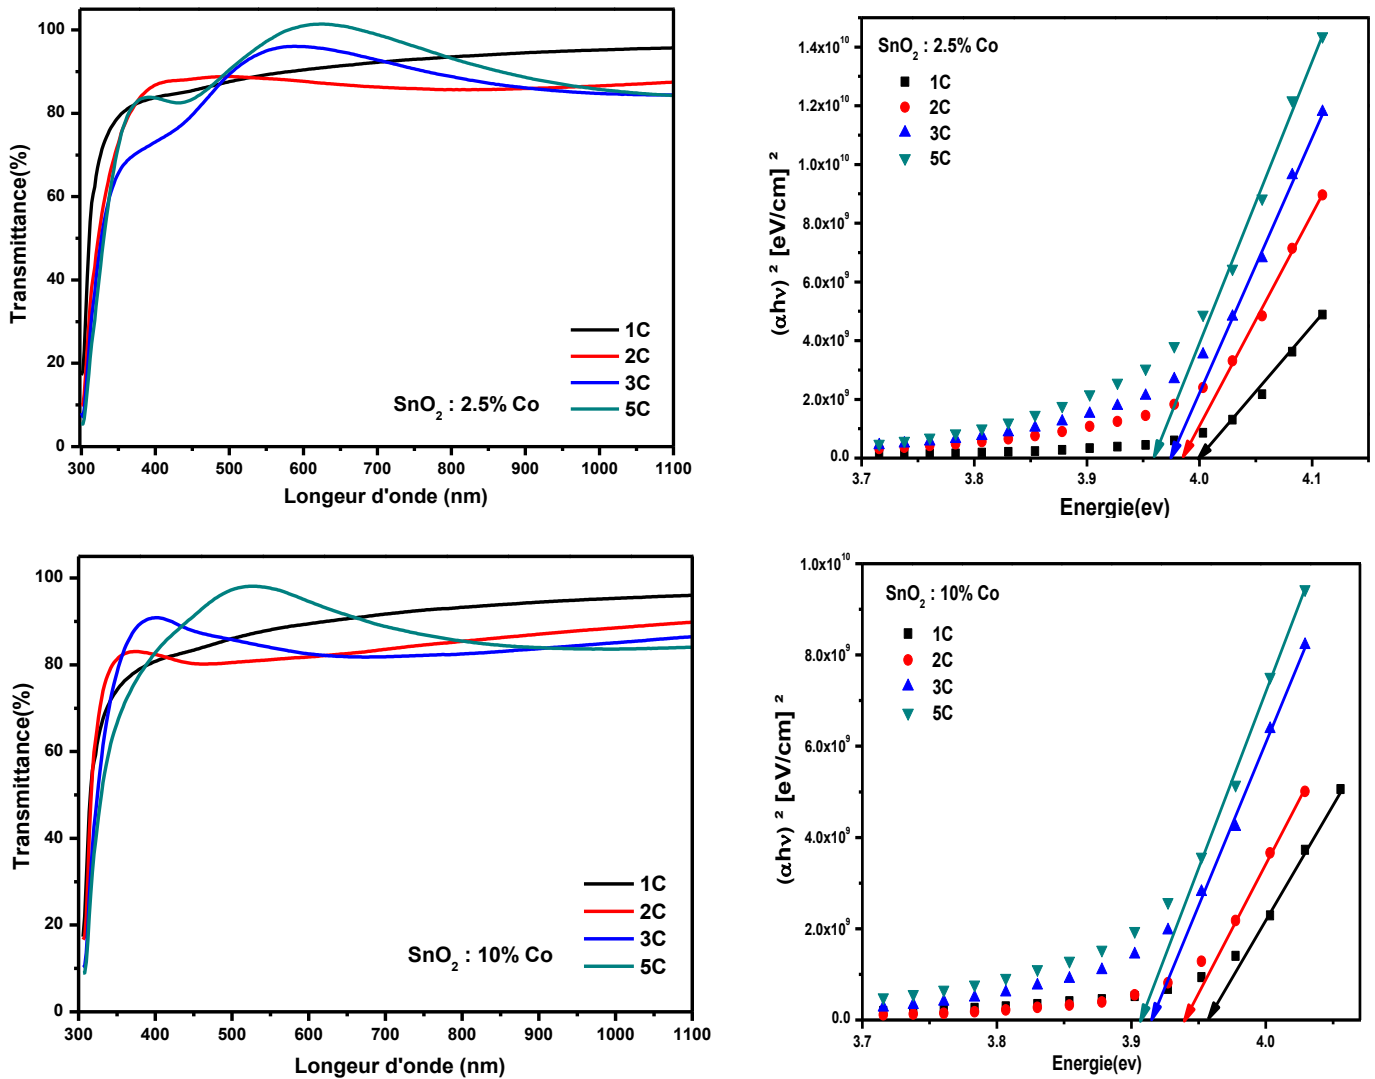 100
80
60
40
20
0
Transmittance(%)
1C
2C
3C
5C
SnO2 : 2.5% Co
300 400 500 600 700 800 900 1000 1100
Longeur d'onde (nm)
SnO2 : 2.5% Co
1C
2C
3C
5C
1.4x10^10
1.2x10^10
1.0x10^10
8.0x10^9
6.0x10^9
4.0x10^9
2.0x10^9
0.0
(αhν) ² [eV/cm] ²
3.7 3.8 3.9 4.0 4.1
Energie(ev)
100
80
60
40
20
0
Transmittance(%)
1C
2C
3C
5C
SnO2 : 10% Co
300 400 500 600 700 800 900 1000 1100
Longeur d'onde (nm)
SnO2 : 10% Co
1C
2C
3C
5C
1.0x10^10
8.0x10^9
6.0x10^9
4.0x10^9
2.0x10^9
0.0
(αhν) ² [eV/cm] ²
3.7 3.8 3.9 4.0
Energie(ev)